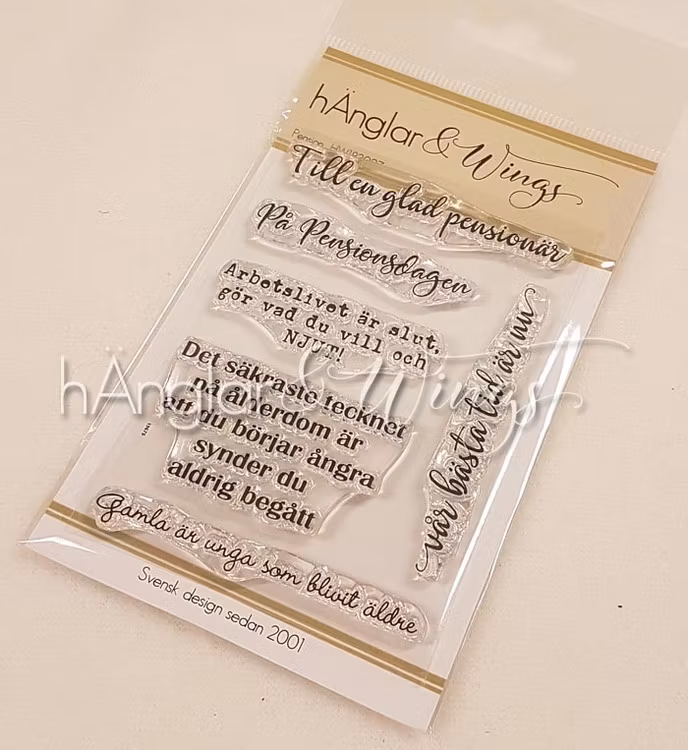 hÄnglar & Wings
Till en glad pensionär
På Pensionsdagen
Arbetslivet är slut,
gör vad du vill och
NJUT!
Det säkraste tecknet
på ålderdom är
att du börjar ångra
synder du
aldrig begått
vår bästa tid är nu
Gamla är unga som blivit äldre
Svensk design sedan 2001
hÄnglar & Wings